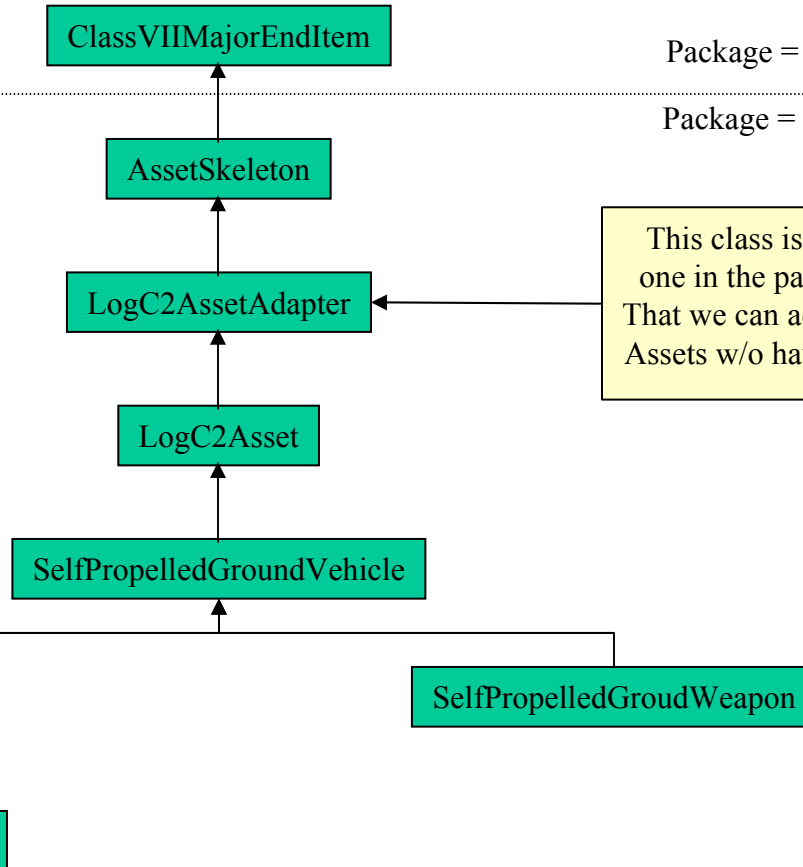 ClassVIIMajorEndItem
Package =
Package =
AssetSkeleton
This class is
one in the pa
That we can a
Assets w/o ha
LogC2AssetAdapter
LogC2Asset
SelfPropelledGroundVehicle
SelfPropelledGroudWeapon